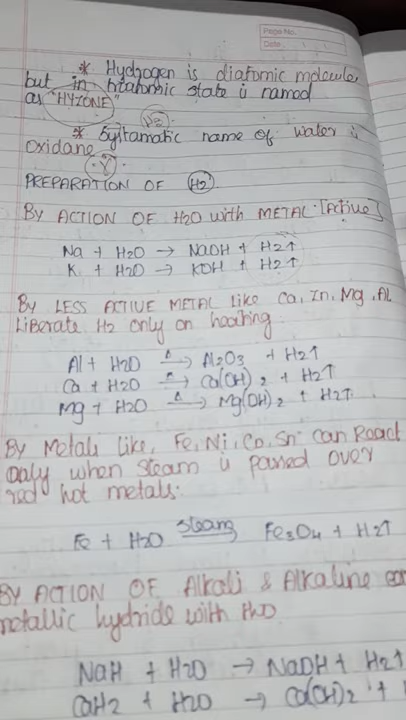 Page No.
Date
* Hydrogen is diatomic molecule,
but in triatomic state is named
as "HYZONE"
* Systamatic name of water is
Oxidane
PREPARATION OF H2
By ACTION OF H2O with METAL [Active]
Na + H2O → NaOH + H2↑
K + H2O → KOH + H2↑
By LESS ACTIVE METAL like Ca, Zn, Mg, Al.
Liberate H2 only on heating.
Al + H2O Δ→ Al2O3 + H2↑
Ca + H2O Δ→ Ca(OH)2 + H2↑
Mg + H2O Δ→ Mg(OH)2 + H2↑
By Metals like, Fe, Ni, Co, Sn can React
only when steam is passed over
red hot metals.
Fe + H2O steam→ Fe3O4 + H2↑
BY ACTION OF Alkali & Alkaline ear
metallic hydride with H2O
NaH + H2O → NaOH + H2↑
CaH2 + H2O → Ca(OH)2 +